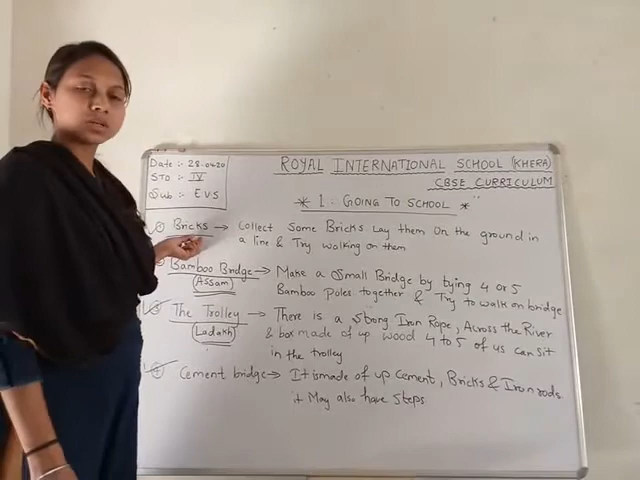 Date :- 28-04-20
STD :- IV
Sub :- EVS
ROYAL INTERNATIONAL SCHOOL (KHERA)
CBSE CURRICULUM
* 1: GOING TO SCHOOL *
① Bricks → Collect Some Bricks Lay them on the ground in
a line & Try walking on them
② Bamboo Bridge → Make a Small Bridge by tying 4 or 5
(Assam) Bamboo Poles together & Try to walk on bridge
③ The Trolley → There is a Strong Iron Rope, Across the River
(Ladakh) & box made of up wood 4 to 5 of us can sit
in the trolley
④ Cement bridge → It is made of up Cement, Bricks & Iron rods
it May also have Steps